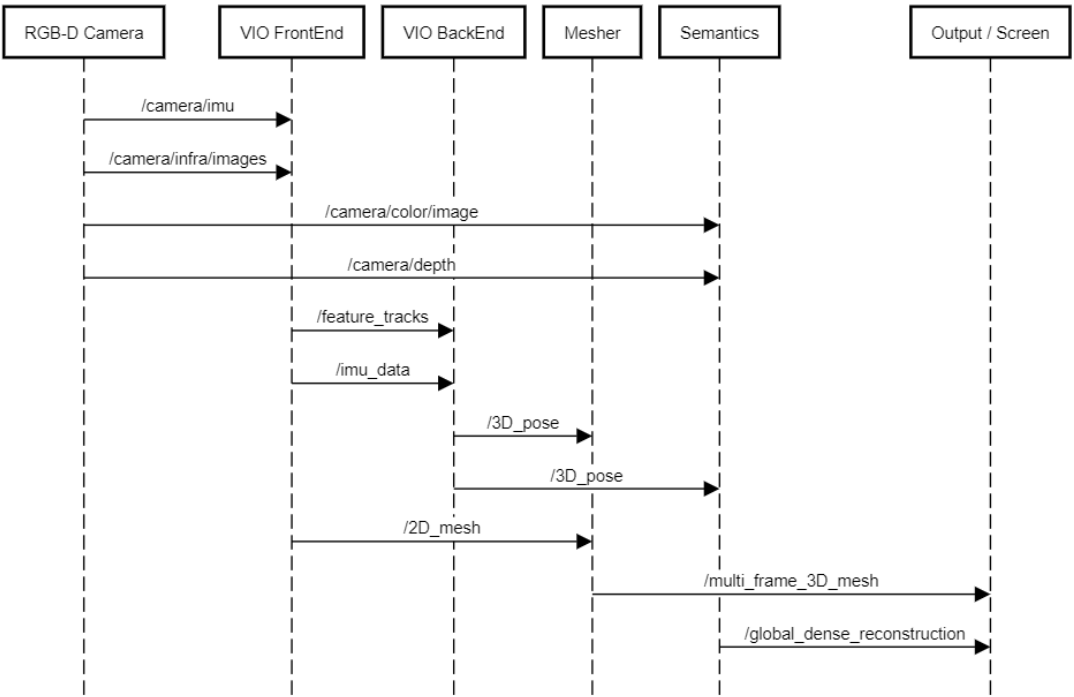 RGB-D Camera
VIO FrontEnd
VIO BackEnd
Mesher
Semantics
Output / Screen
/camera/imu
/camera/infra/images
/camera/color/image
/camera/depth
/feature_tracks
/imu_data
/3D_pose
/3D_pose
/2D_mesh
/multi_frame_3D_mesh
/global_dense_reconstruction